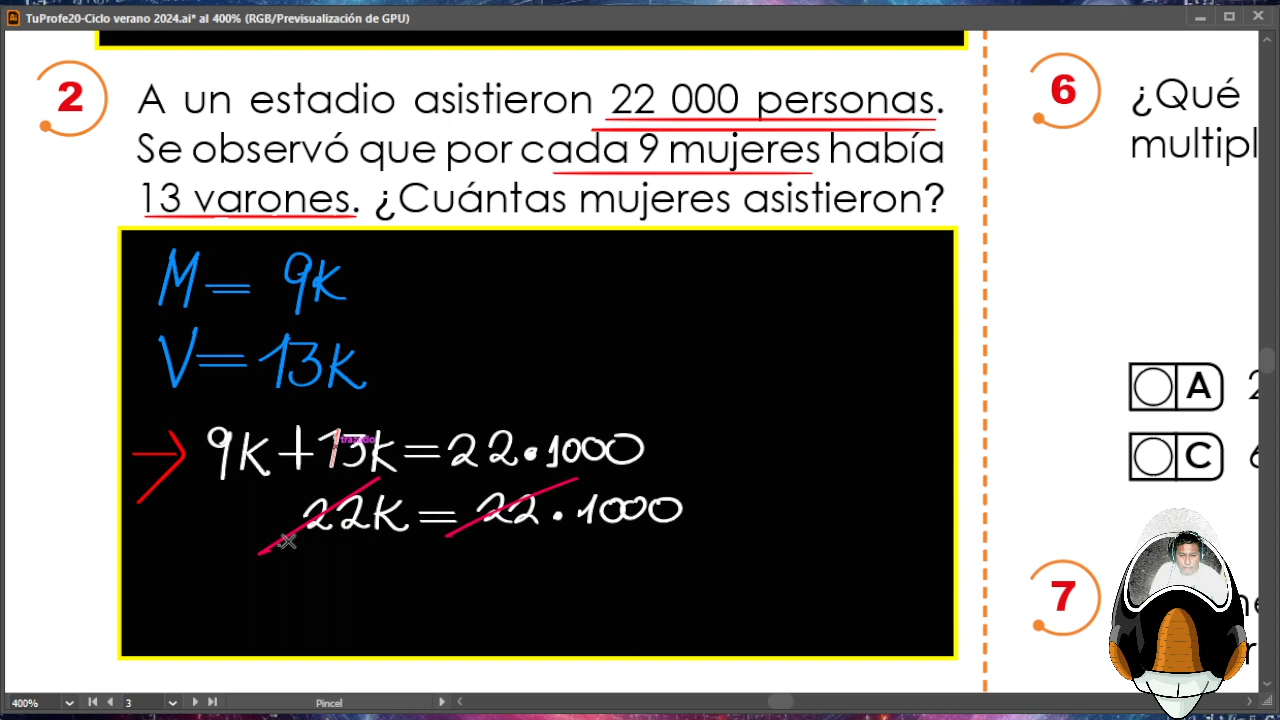 TuProfe20-Ciclo verano 2024.ai* al 400% (RGB/Previsualización de GPU)
2
A un estadio asistieron 22 000 personas.
Se observó que por cada 9 mujeres había
13 varones. ¿Cuántas mujeres asistieron?
M = 9k
V = 13k
9k + 13k = 22 • 1000
trazado
22k = 22 • 1000
6
¿Qué
multipl
A
C
7
400%
3
Pincel